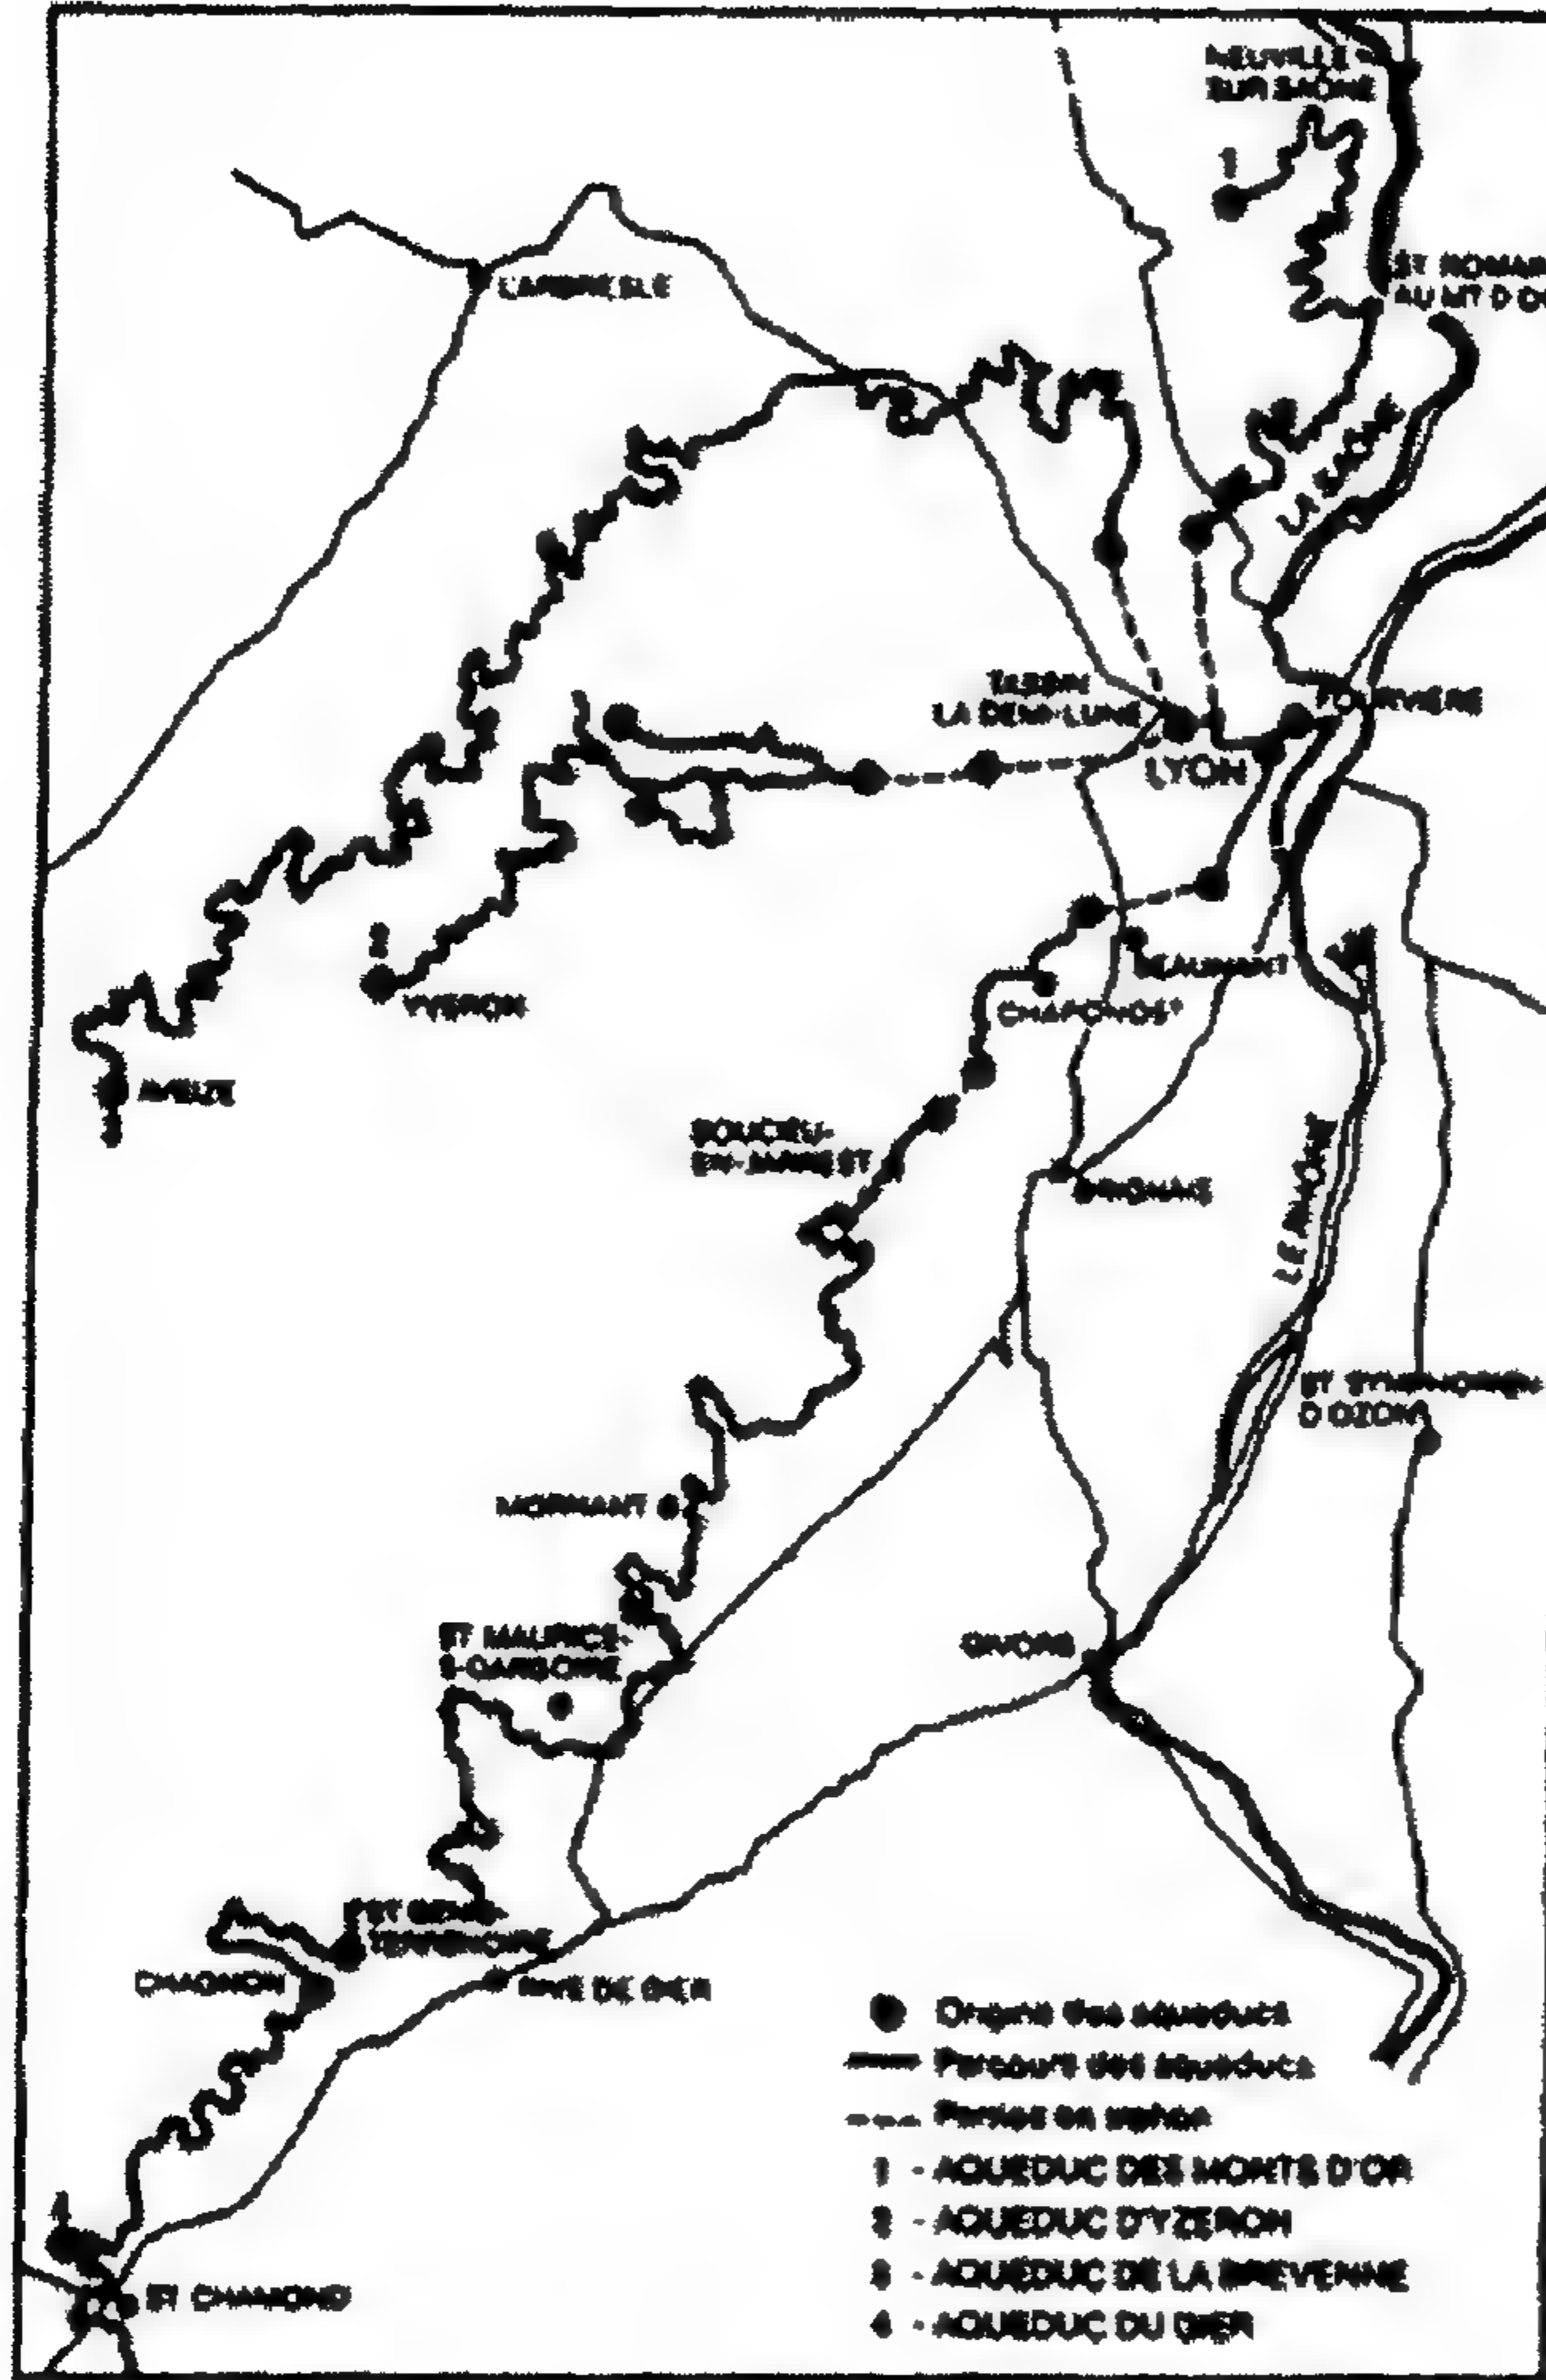 NEUVILLE
SUR SAONE
1
ST ROMAI
AU MT D O
L'ARBRESLE
LA SAON
TASSIN
LA DEMI-LUNE
FOURVIERE
LYON
2
YZERON
BEAUNANT
CHAPONOST
AVEIZE
SOUCIEU-
EN-JARREST
BRIGNAIS
LE RHONE
ST SYMPHORIEN
D OZON
MORNANT
ST MAURICE-
S-DARGOIRE
GIVORS
ST GENIS-
TERRENOIRE
CHAGNON
RIVE DE GIER
4
ST CHAMOND
Origine des aqueducs
Parcours des aqueducs
Parties en siphon
1 - AQUEDUC DES MONTS D'OR
2 - AQUEDUC D'YZERON
3 - AQUEDUC DE LA BREVENNE
4 - AQUEDUC DU GIER